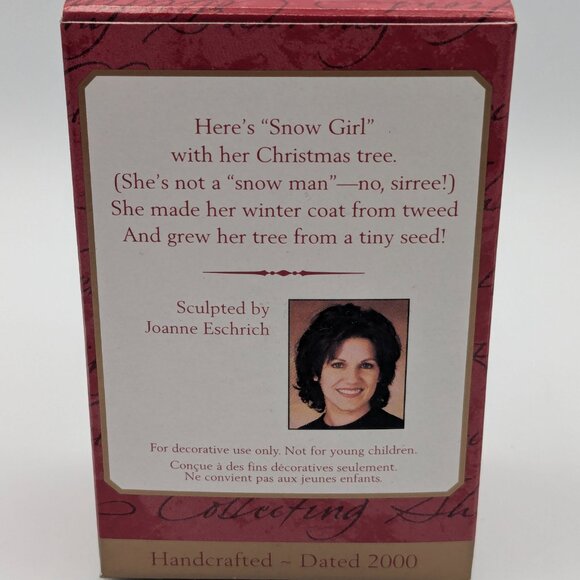 Here's “Snow Girl”
with her Christmas tree.
(She's not a “snow man”—no, sirree!)
She made her winter coat from tweed
And grew her tree from a tiny seed!
Sculpted by
Joanne Eschrich
For decorative use only. Not for young children.
Conçue à des fins décoratives seulement.
Ne convient pas aux jeunes enfants.
Collecting Sh
Handcrafted ~ Dated 2000